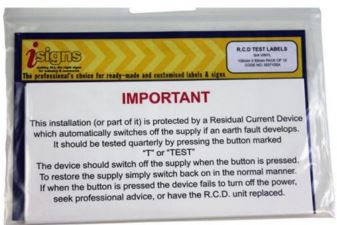 isigns
The professional's choice for ready-made and customised labels & signs
R.C.D TEST LABELS
S/A VINYL
IMPORTANT
This installation (or part of it) is protected by a Residual Current Device
which automatically switches off the supply if an earth fault develops.
It should be tested quarterly by pressing the button marked
"T" or "TEST"
The device should switch off the supply when the button is pressed.
To restore the supply simply switch back on in the normal manner.
If when the button is pressed the device fails to turn off the power,
seek professional advice, or have the R.C.D. unit replaced.